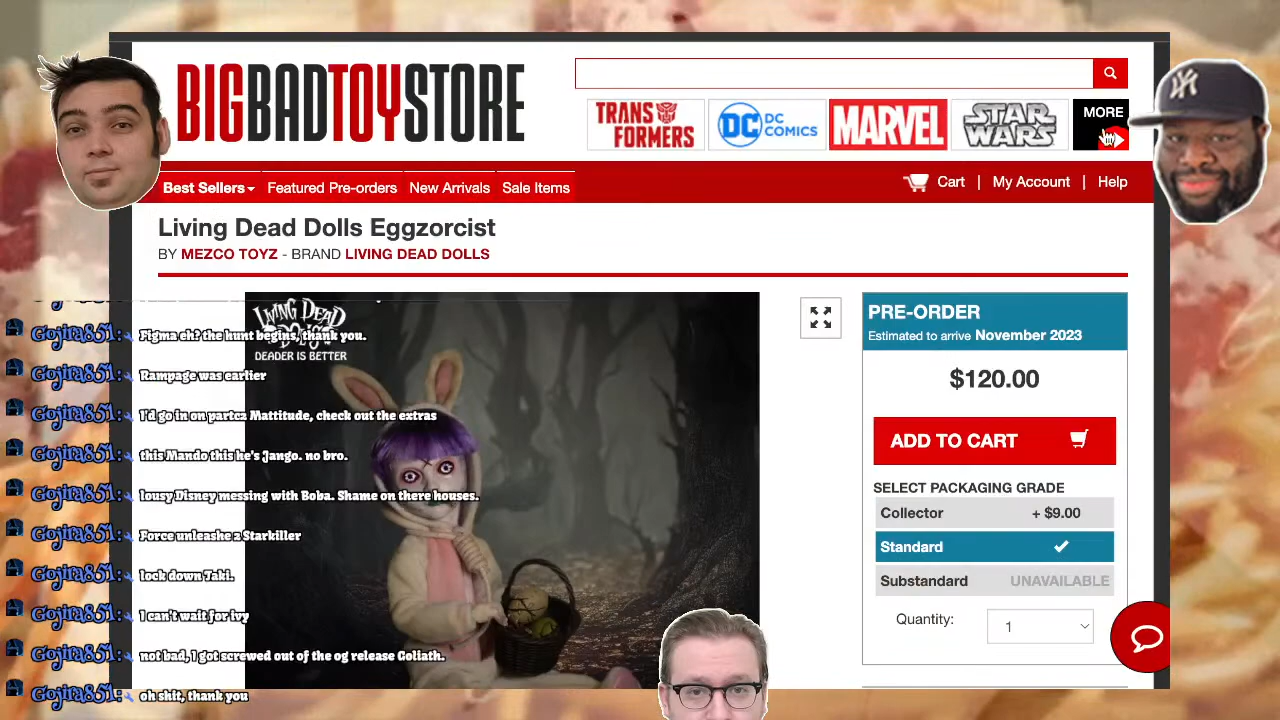 BIGBADTOYSTORE
TRANSFORMERS
DC
DC COMICS
MARVEL
STAR WARS
MORE
Best Sellers
Featured Pre-orders
New Arrivals
Sale Items
Cart | My Account | Help
Living Dead Dolls Eggzorcist
BY MEZCO TOYZ - BRAND LIVING DEAD DOLLS
LIVING DEAD
DEADER IS BETTER
PRE-ORDER
Estimated to arrive November 2023
$120.00
ADD TO CART
SELECT PACKAGING GRADE
Collector + $9.00
Standard
Substandard UNAVAILABLE
Quantity: 1
Gojira851: Figma eh? the hunt begins, thank you.
Gojira851: Rampage was earlier
Gojira851: I'd go in on partcz Mattitude, check out the extras
Gojira851: this Mando this he's Jango. no bro.
Gojira851: lousy Disney messing with Boba. Shame on there houses.
Gojira851: Force unleashe 2 Starkiller
Gojira851: lock down Jaki.
Gojira851: I can't wait for ivy
Gojira851: not bad, I got screwed out of the og release Goliath.
Gojira851: oh shit, thank you